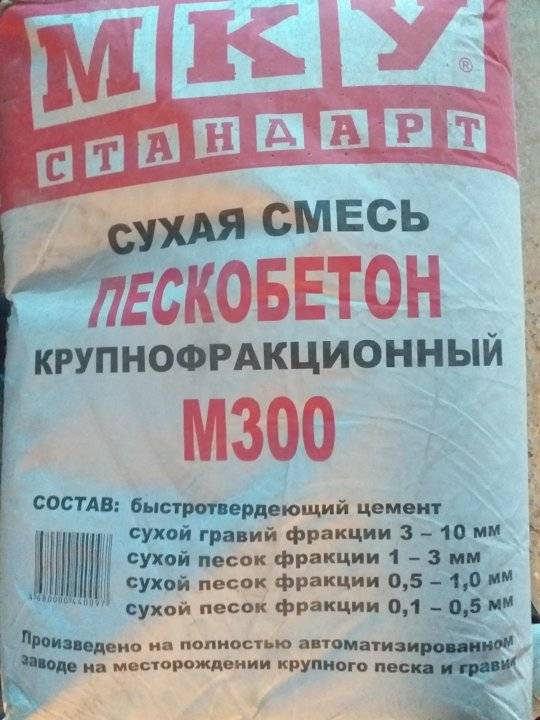 МКУ ®
СТАНДАРТ
СУХАЯ СМЕСЬ
ПЕСКОБЕТОН
КРУПНОФРАКЦИОННЫЙ
М300
СОСТАВ: быстротвердеющий цемент
сухой гравий фракции 3 – 10 мм
сухой песок фракции 1 – 3 мм
сухой песок фракции 0,5 – 1,0 мм
сухой песок фракции 0,1 – 0,5 мм
Произведено на полностью автоматизированном
заводе на месторождении крупного песка и гравия